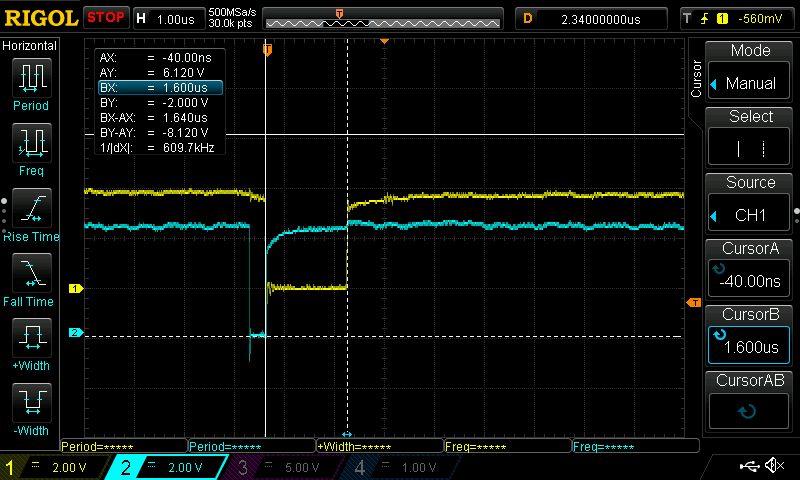 RIGOL STOP H 1.00us 500MSa/s 30.0k pts T D 2.34000000us T 1 -560mV
Horizontal
Period
Freq
Rise Time
Fall Time
+Width
-Width
T
AX: = -40.00ns
AY: = 6.120 V
BX: = 1.600us
BY: = -2.000 V
BX-AX: = 1.640us
BY-AY: = -8.120 V
1/|dX|: = 609.7kHz
1
2
T
Cursor
Mode
Manual
Select
Source
CH1
CursorA
-40.00ns
CursorB
1.600us
CursorAB
Period=***** Period=***** +Width=***** Freq=***** Freq=*****
1 2.00 V 2 2.00 V 3 5.00 V 4 1.00 V